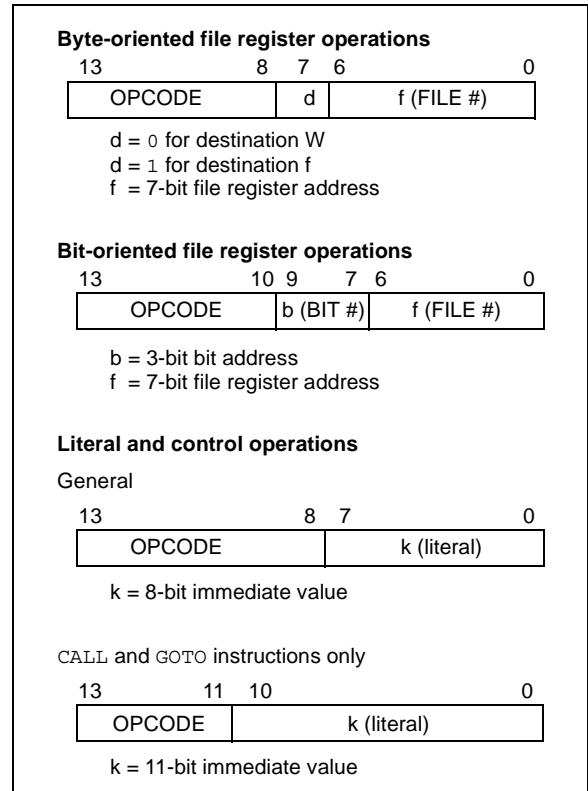 Byte-oriented file register operations
13 8 7 6 0
OPCODE d f (FILE #)
d = 0 for destination W
d = 1 for destination f
f = 7-bit file register address
Bit-oriented file register operations
13 10 9 7 6 0
OPCODE b (BIT #) f (FILE #)
b = 3-bit bit address
f = 7-bit file register address
Literal and control operations
General
13 8 7 0
OPCODE k (literal)
k = 8-bit immediate value
CALL and GOTO instructions only
13 11 10 0
OPCODE k (literal)
k = 11-bit immediate value